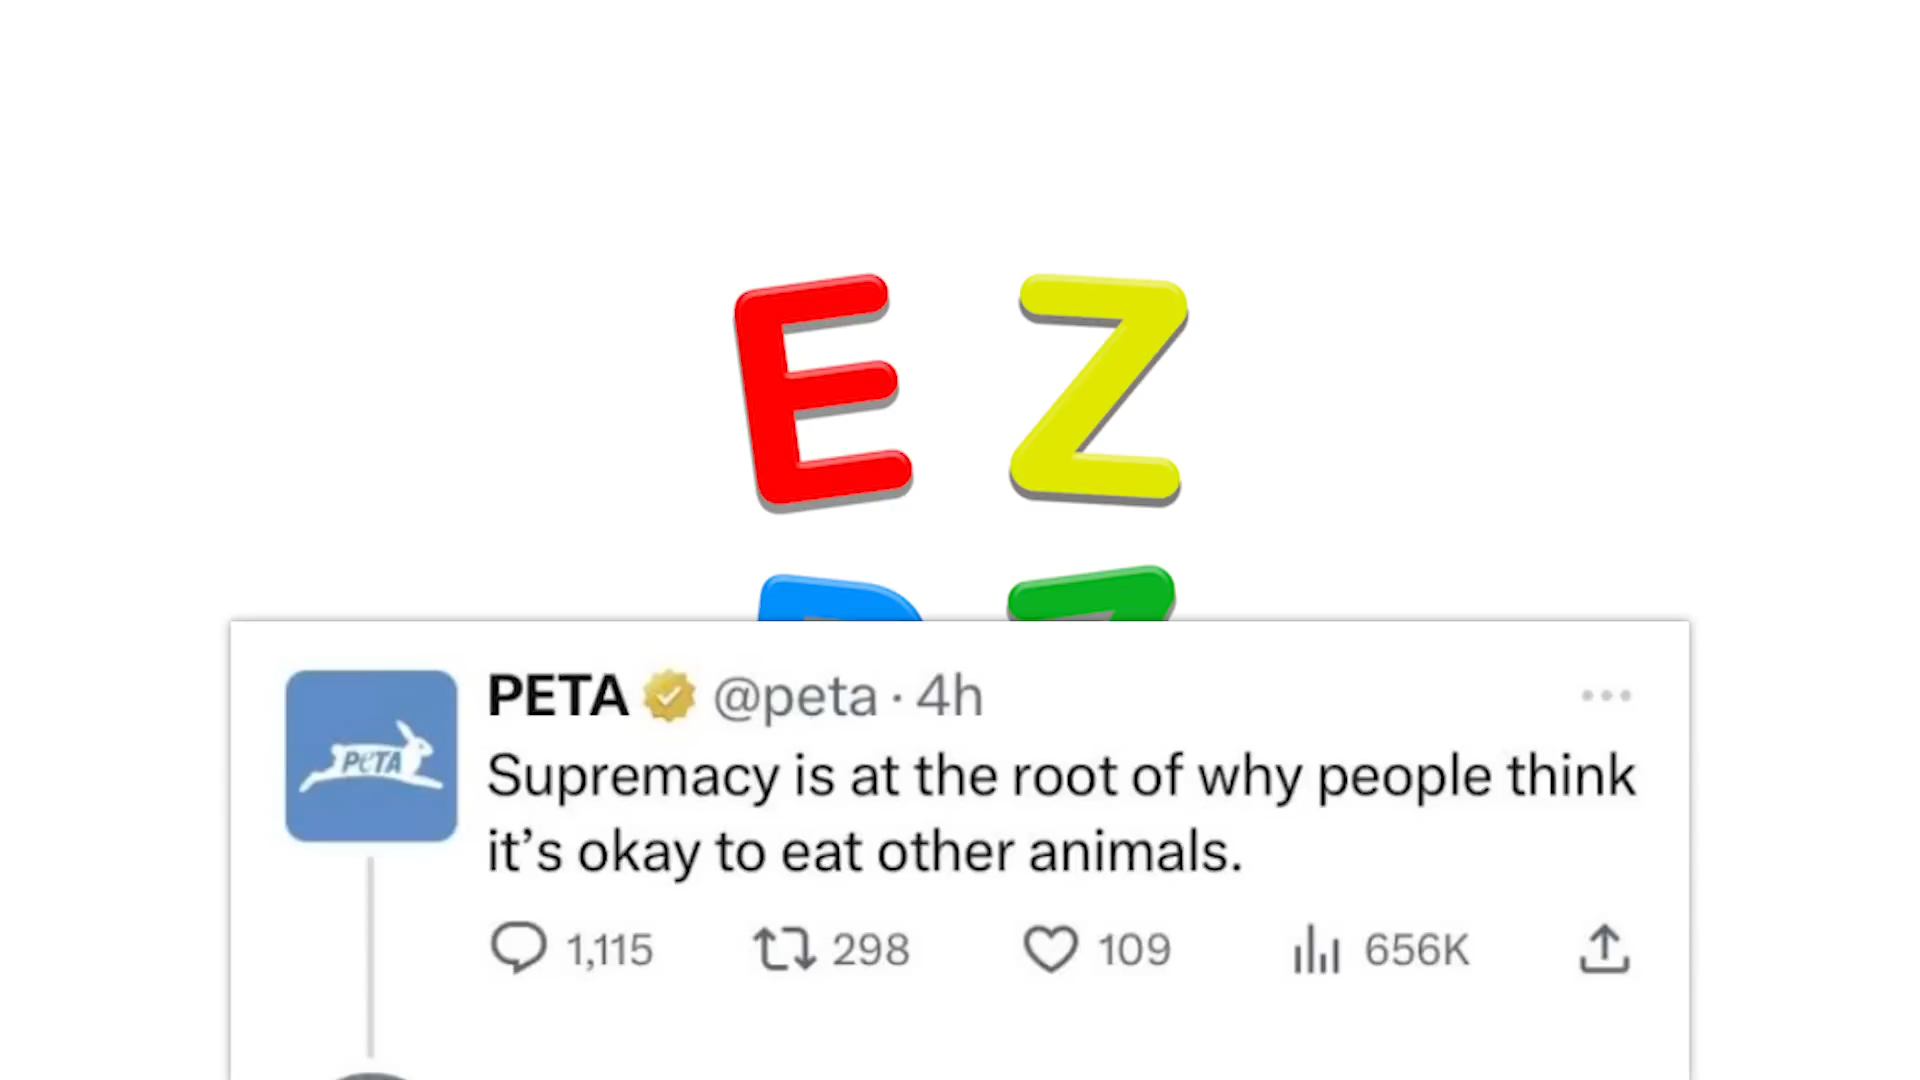 E Z
PETA @peta · 4h
PETA
Supremacy is at the root of why people think
it’s okay to eat other animals.
1,115 298 109 656K